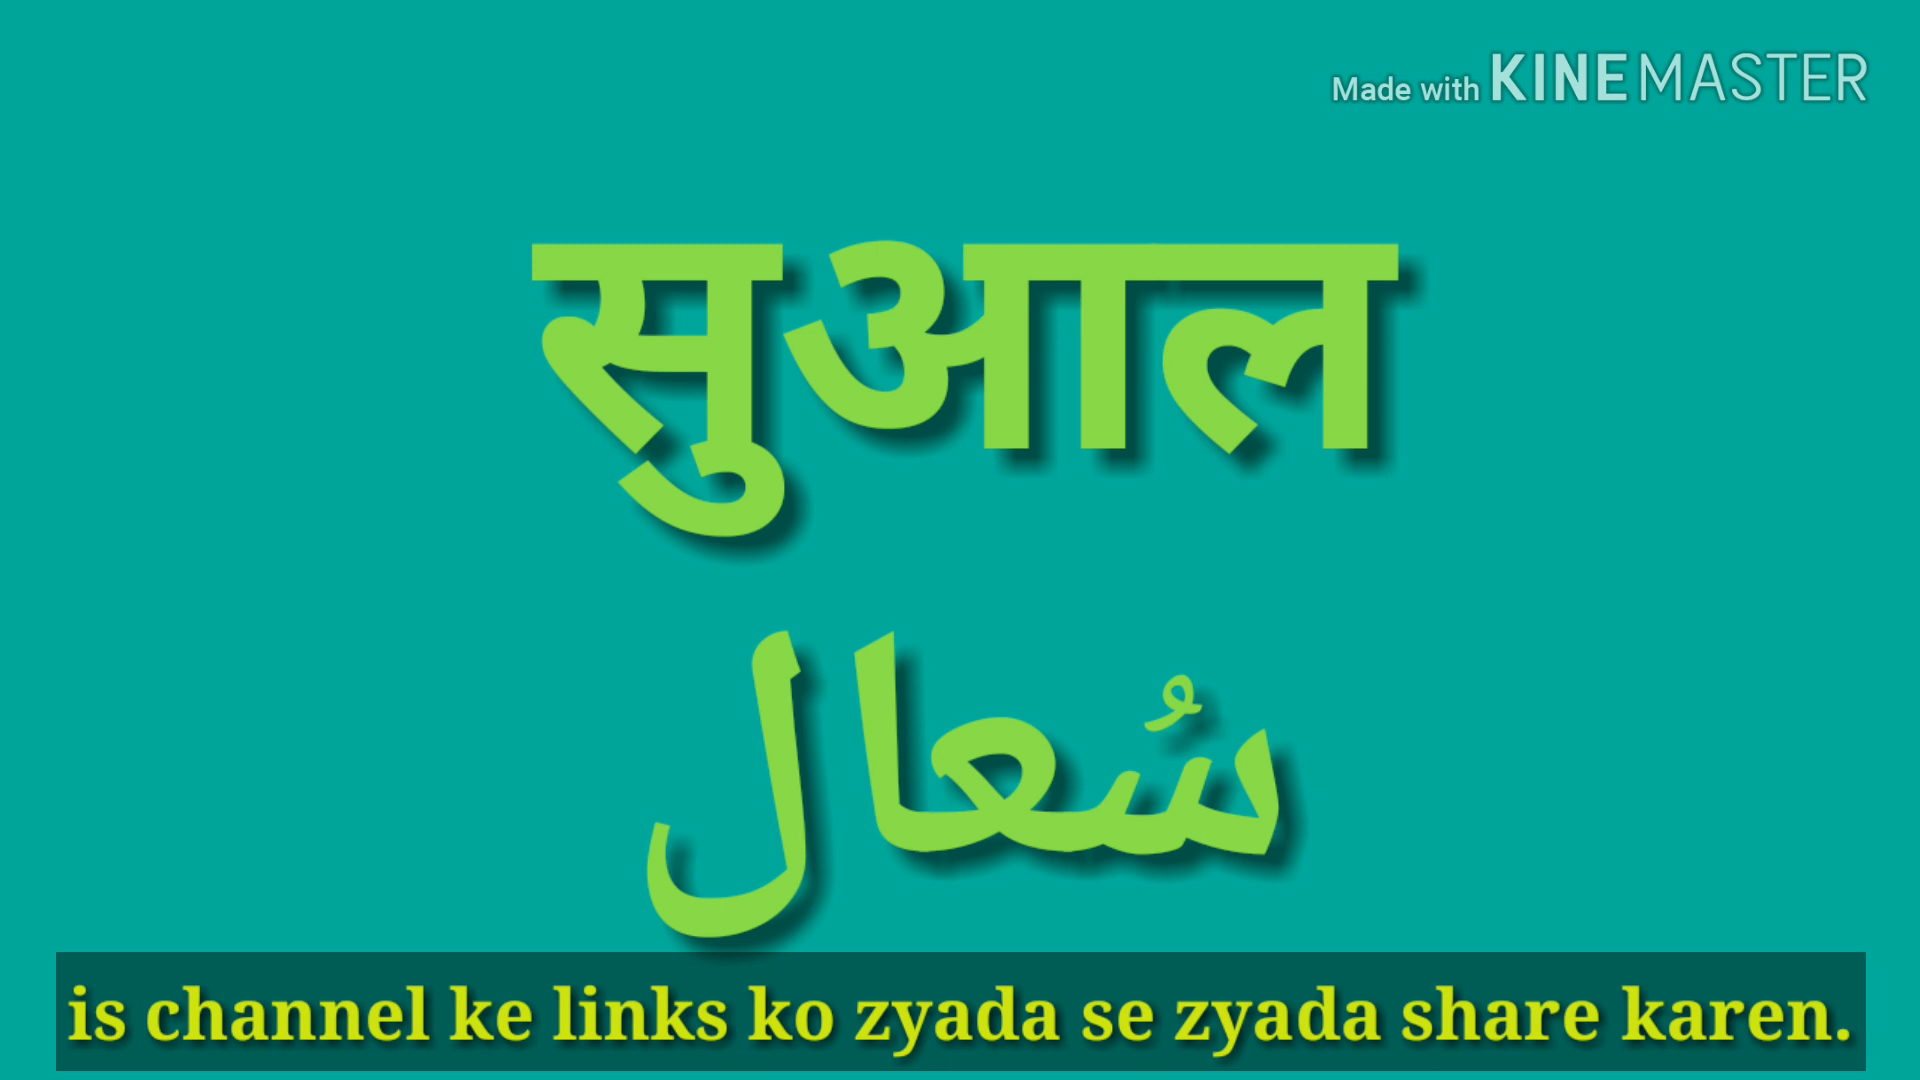 Made with KINEMASTER
सुआल
سُعال
is channel ke links ko zyada se zyada share karen.